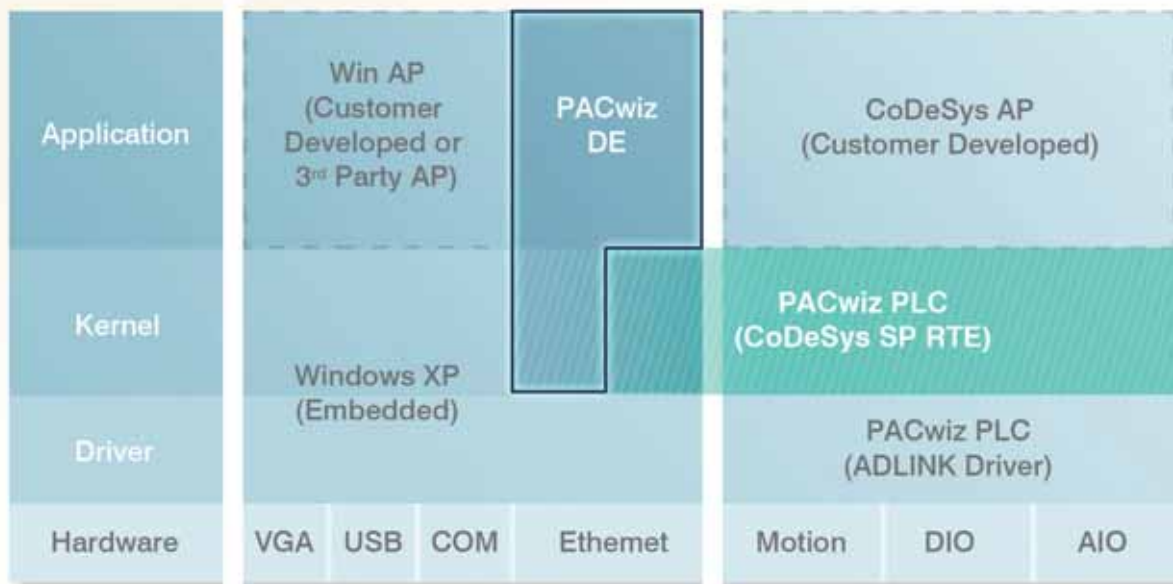 Application
Win AP
(Customer
Developed or
3rd Party AP)
PACwiz
DE
CoDeSys AP
(Customer Developed)
Kernel
PACwiz PLC
(CoDeSys SP RTE)
Windows XP
(Embedded)
Driver
PACwiz PLC
(ADLINK Driver)
Hardware
VGA
USB
COM
Ethemet
Motion
DIO
AIO